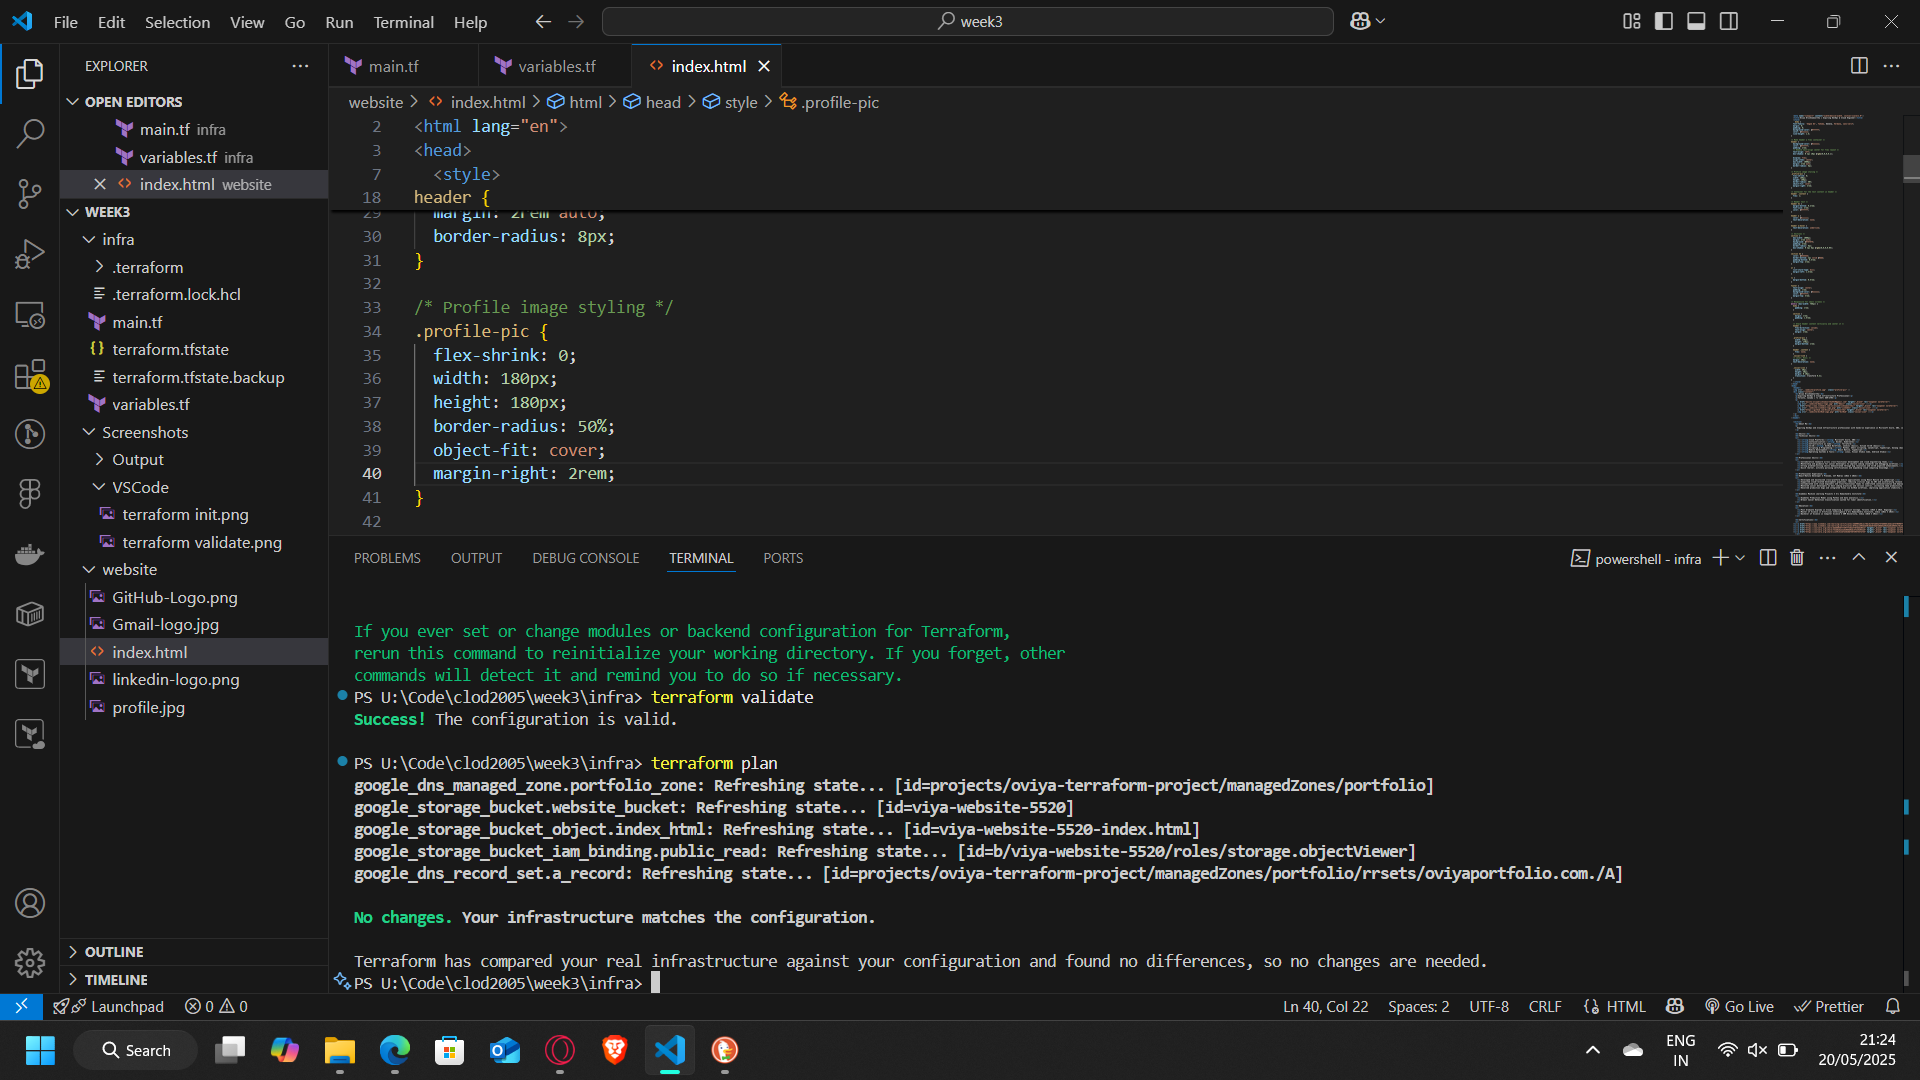 File Edit Selection View Go Run Terminal Help
week3
EXPLORER
OPEN EDITORS
main.tf infra
variables.tf infra
index.html website
WEEK3
infra
.terraform
.terraform.lock.hcl
main.tf
terraform.tfstate
terraform.tfstate.backup
variables.tf
Screenshots
Output
VSCode
terraform init.png
terraform validate.png
website
GitHub-Logo.png
Gmail-logo.jpg
index.html
linkedin-logo.png
profile.jpg
OUTLINE
TIMELINE
main.tf
variables.tf
index.html
website > index.html > html > head > style > .profile-pic
2 <html lang="en">
3 <head>
7 <style>
18 header {
29 margin: 2rem auto;
30 border-radius: 8px;
31 }
32
33 /* Profile image styling */
34 .profile-pic {
35 flex-shrink: 0;
36 width: 180px;
37 height: 180px;
38 border-radius: 50%;
39 object-fit: cover;
40 margin-right: 2rem;
41 }
42
PROBLEMS OUTPUT DEBUG CONSOLE TERMINAL PORTS
powershell - infra
If you ever set or change modules or backend configuration for Terraform,
rerun this command to reinitialize your working directory. If you forget, other
commands will detect it and remind you to do so if necessary.
PS U:\Code\clod2005\week3\infra> terraform validate
Success! The configuration is valid.
PS U:\Code\clod2005\week3\infra> terraform plan
google_dns_managed_zone.portfolio_zone: Refreshing state... [id=projects/oviya-terraform-project/managedZones/portfolio]
google_storage_bucket.website_bucket: Refreshing state... [id=viya-website-5520]
google_storage_bucket_object.index_html: Refreshing state... [id=viya-website-5520-index.html]
google_storage_bucket_iam_binding.public_read: Refreshing state... [id=b/viya-website-5520/roles/storage.objectViewer]
google_dns_record_set.a_record: Refreshing state... [id=projects/oviya-terraform-project/managedZones/portfolio/rrsets/oviyaportfolio.com./A]
No changes. Your infrastructure matches the configuration.
Terraform has compared your real infrastructure against your configuration and found no differences, so no changes are needed.
PS U:\Code\clod2005\week3\infra>
Launchpad 0 0
Ln 40, Col 22 Spaces: 2 UTF-8 CRLF {} HTML Go Live Prettier
Search
ENG
IN
21:24
20/05/2025